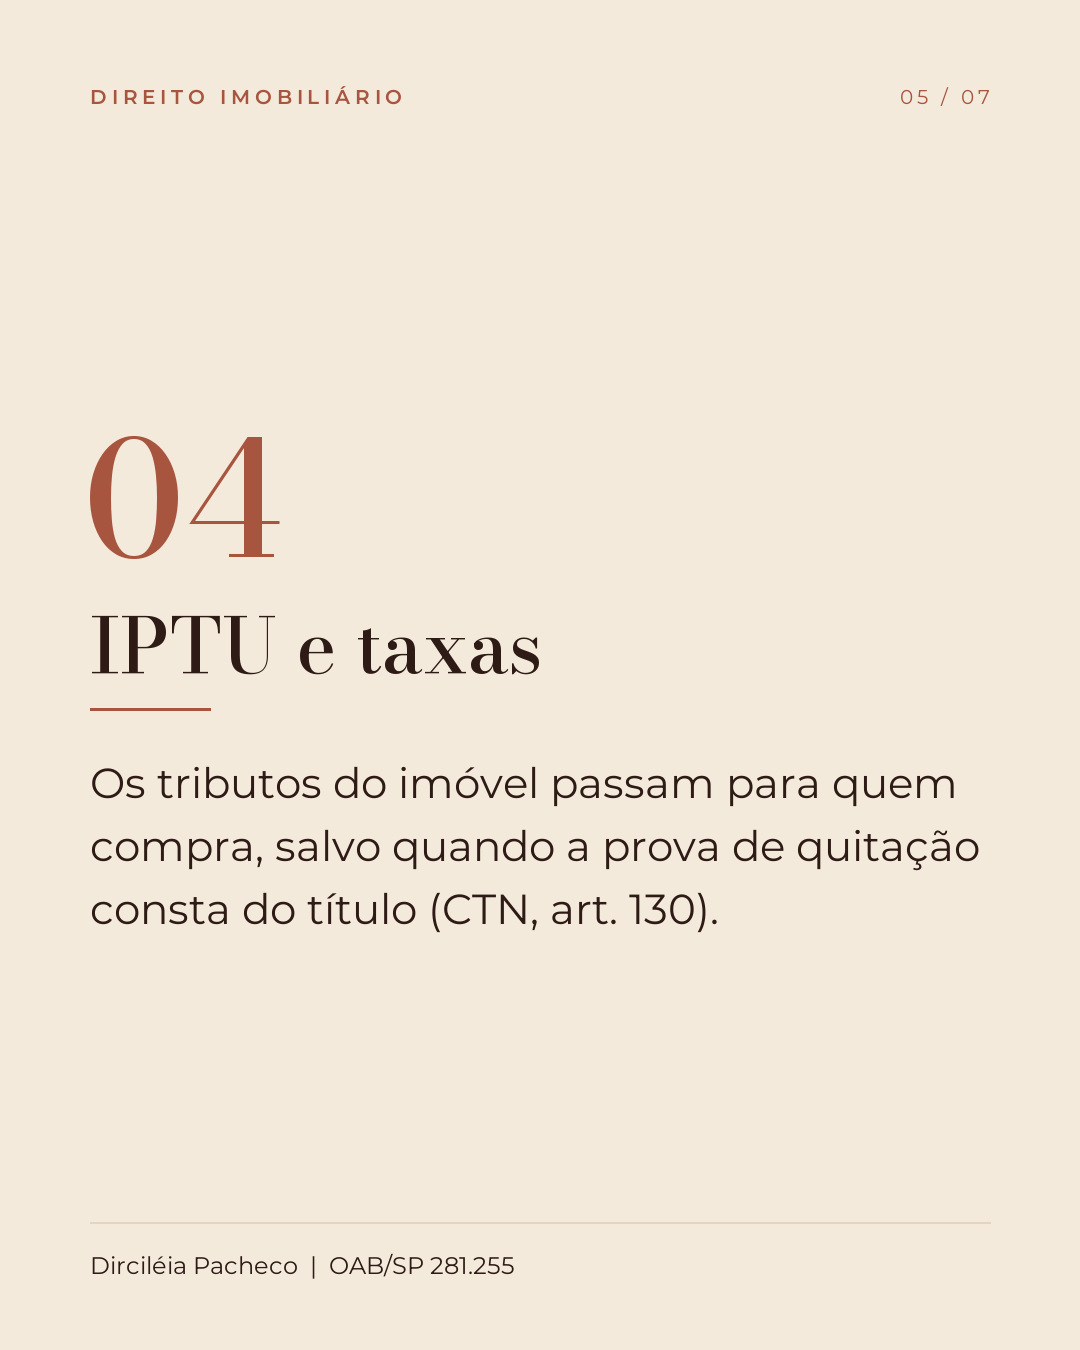 DIREITO IMOBILIÁRIO
05 / 07
04
IPTU e taxas
Os tributos do imóvel passam para quem
compra, salvo quando a prova de quitação
consta do título (CTN, art. 130).
Dirciléia Pacheco | OAB/SP 281.255